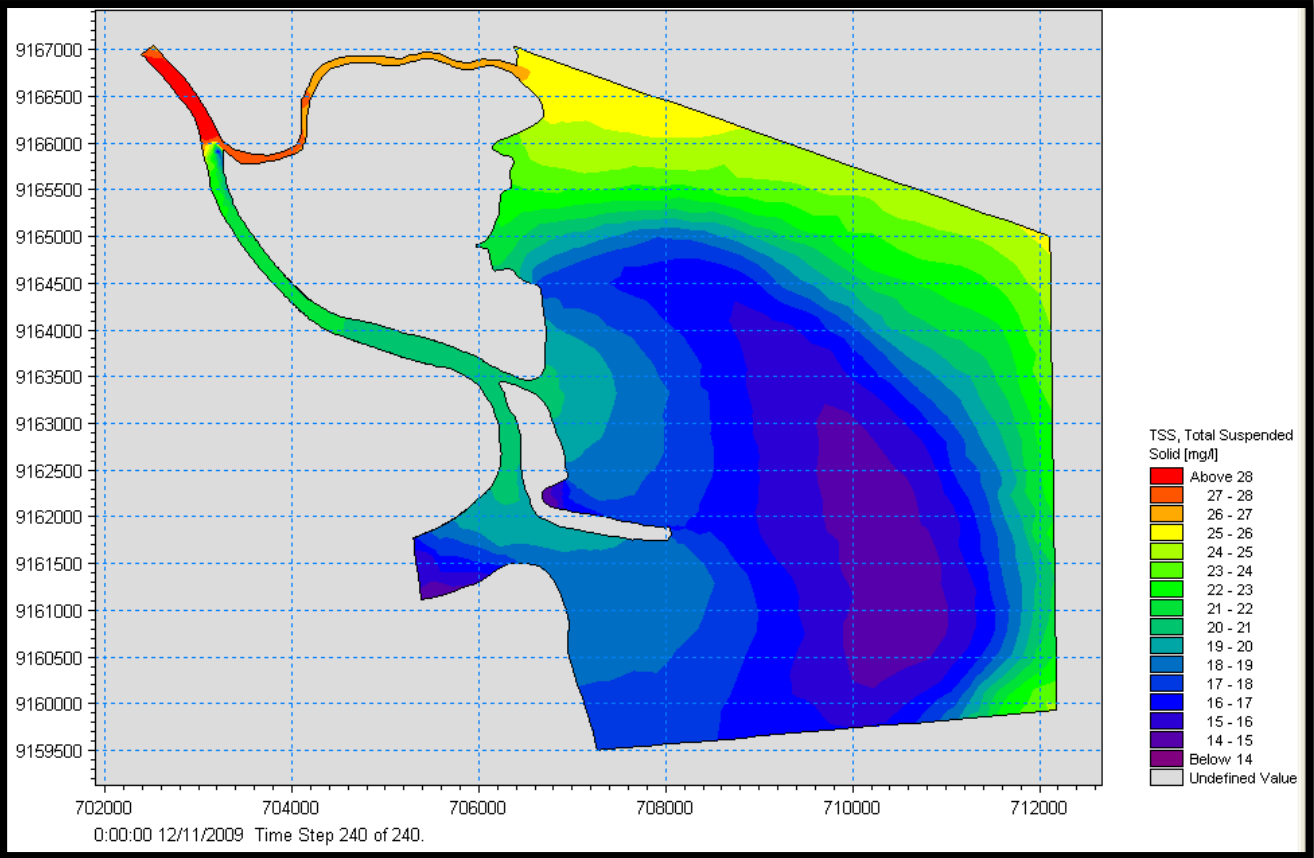 9167000
9166500
9166000
9165500
9165000
9164500
9164000
9163500
9163000
9162500
9162000
9161500
9161000
9160500
9160000
9159500
702000 704000 706000 708000 710000 712000
0:00:00 12/11/2009 Time Step 240 of 240.
TSS, Total Suspended
Solid [mg/l]
Above 28
27 - 28
26 - 27
25 - 26
24 - 25
23 - 24
22 - 23
21 - 22
20 - 21
19 - 20
18 - 19
17 - 18
16 - 17
15 - 16
14 - 15
Below 14
Undefined Value